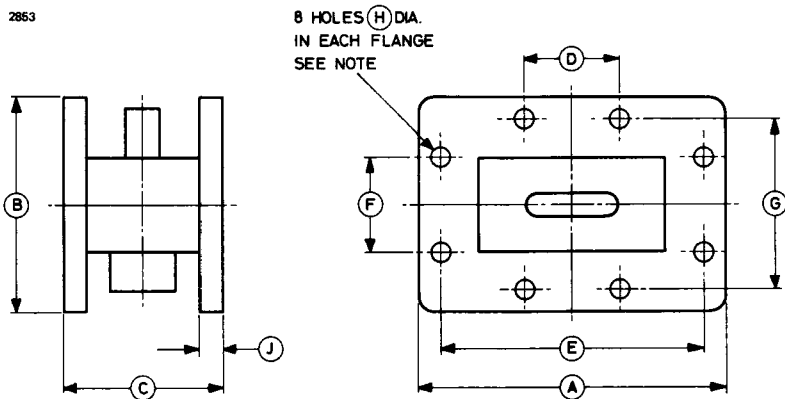 2853
8 HOLES (H) DIA.
IN EACH FLANGE
SEE NOTE
D
B
F
G
J
E
C
A